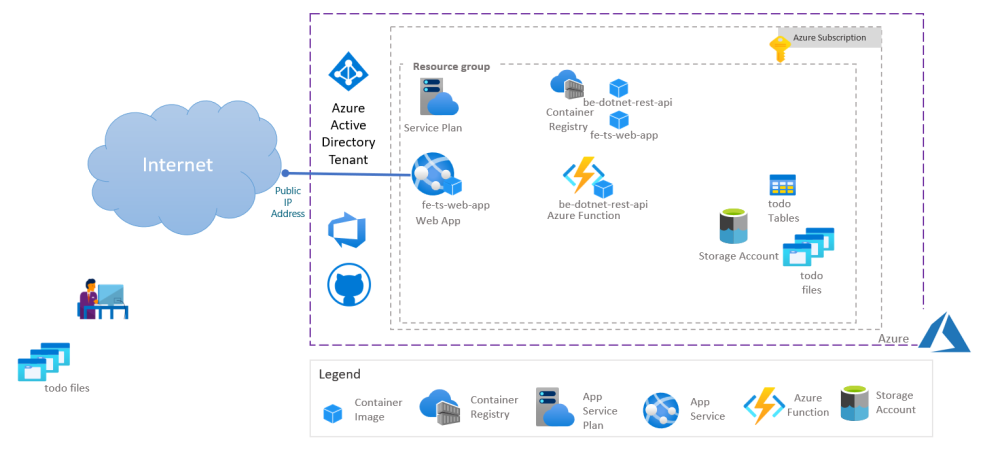 Azure Subscription
Resource group
Azure
Active
Directory
Tenant
Service Plan
Container
Registry
be-dotnet-rest-api
fe-ts-web-app
Internet
Public
IP
Address
fe-ts-web-app
Web App
be-dotnet-rest-api
Azure Function
todo
Tables
Storage Account
todo
files
todo files
Azure
Legend
Container
Image
Container
Registry
App
Service
Plan
App
Service
Azure
Function
Storage
Account